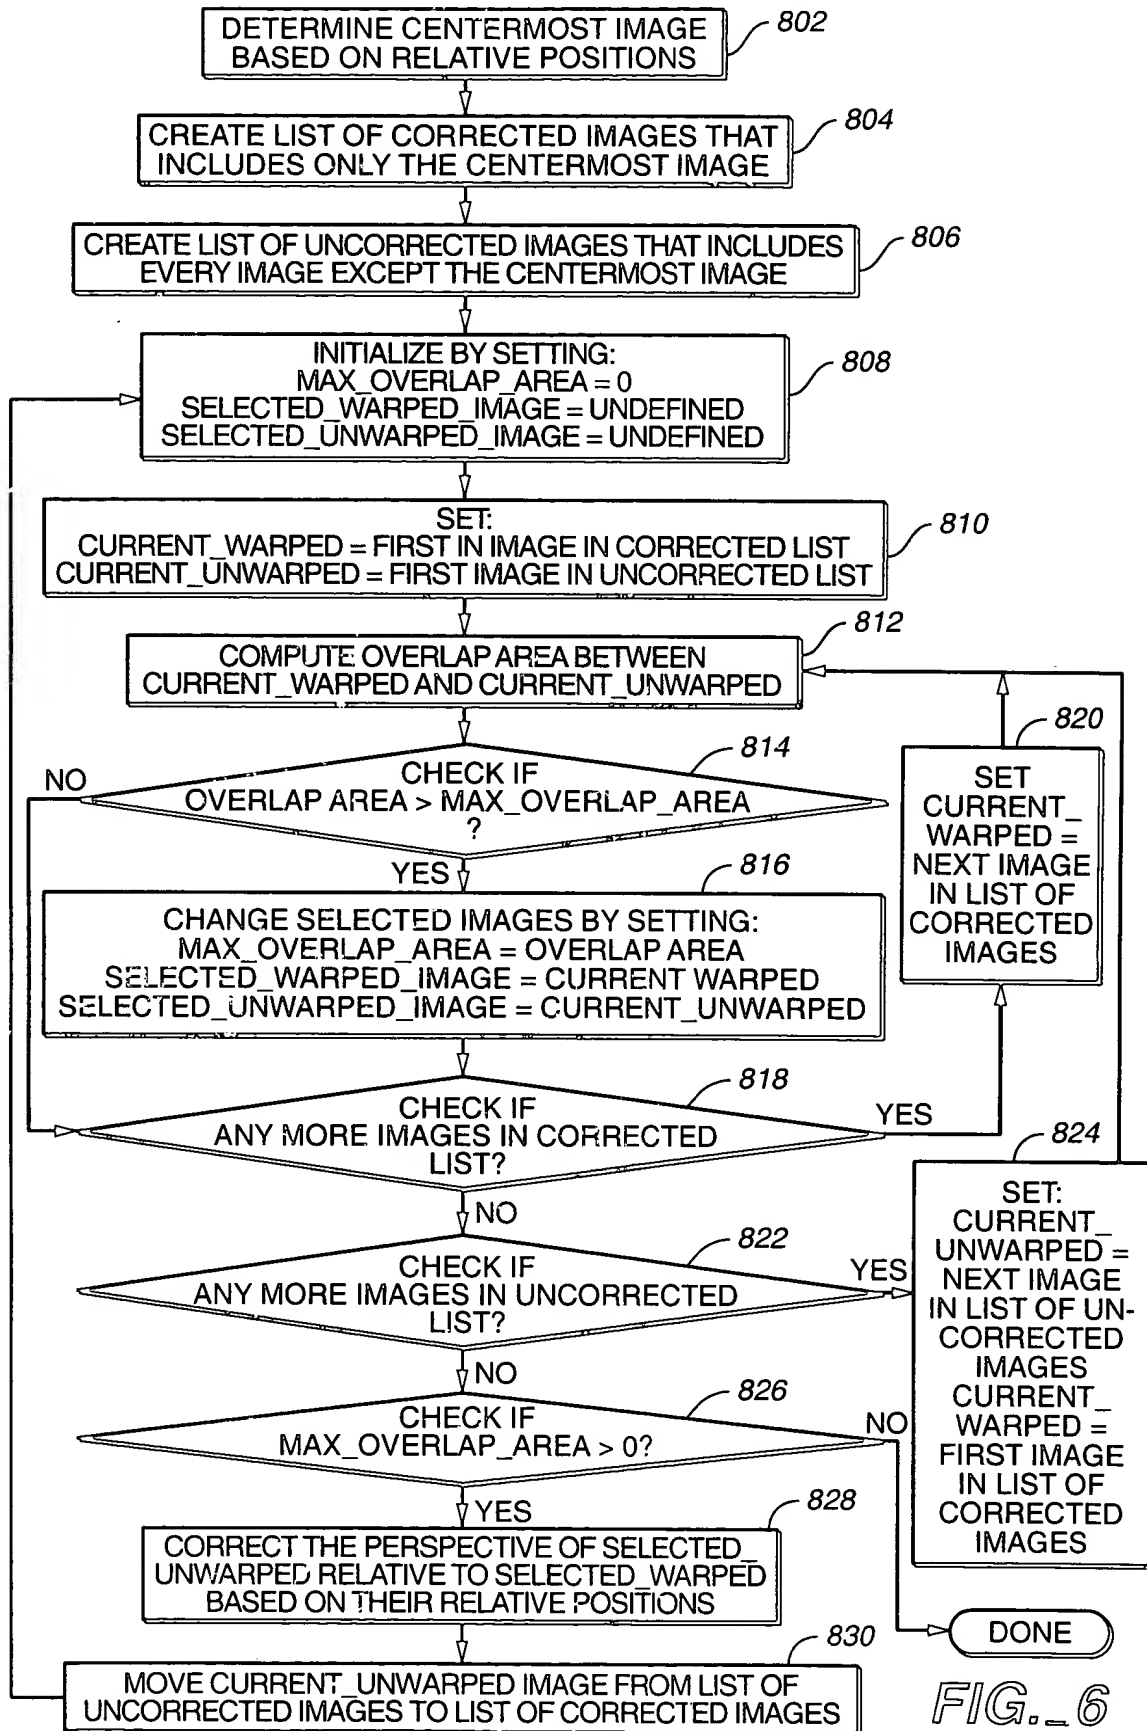 DETERMINE CENTERMOST IMAGE
BASED ON RELATIVE POSITIONS
802
CREATE LIST OF CORRECTED IMAGES THAT
INCLUDES ONLY THE CENTERMOST IMAGE
804
CREATE LIST OF UNCORRECTED IMAGES THAT INCLUDES
EVERY IMAGE EXCEPT THE CENTERMOST IMAGE
806
INITIALIZE BY SETTING:
MAX_OVERLAP_AREA = 0
SELECTED_WARPED_IMAGE = UNDEFINED
SELECTED_UNWARPED_IMAGE = UNDEFINED
808
SET:
CURRENT_WARPED = FIRST IN IMAGE IN CORRECTED LIST
CURRENT_UNWARPED = FIRST IMAGE IN UNCORRECTED LIST
810
COMPUTE OVERLAP AREA BETWEEN
CURRENT_WARPED AND CURRENT_UNWARPED
812
CHECK IF
OVERLAP AREA > MAX_OVERLAP_AREA
?
814
NO
YES
CHANGE SELECTED IMAGES BY SETTING:
MAX_OVERLAP_AREA = OVERLAP AREA
SELECTED_WARPED_IMAGE = CURRENT WARPED
SELECTED_UNWARPED_IMAGE = CURRENT_UNWARPED
816
CHECK IF
ANY MORE IMAGES IN CORRECTED
LIST?
818
YES
NO
SET
CURRENT_
WARPED =
NEXT IMAGE
IN LIST OF
CORRECTED
IMAGES
820
CHECK IF
ANY MORE IMAGES IN UNCORRECTED
LIST?
822
YES
NO
SET:
CURRENT_
UNWARPED =
NEXT IMAGE
IN LIST OF UN-
CORRECTED
IMAGES
CURRENT_
WARPED =
FIRST IMAGE
IN LIST OF
CORRECTED
IMAGES
824
CHECK IF
MAX_OVERLAP_AREA > 0?
826
NO
YES
CORRECT THE PERSPECTIVE OF SELECTED_
UNWARPED RELATIVE TO SELECTED_WARPED
BASED ON THEIR RELATIVE POSITIONS
828
MOVE CURRENT_UNWARPED IMAGE FROM LIST OF
UNCORRECTED IMAGES TO LIST OF CORRECTED IMAGES
830
DONE
FIG._6